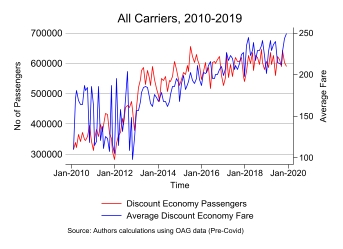 All Carriers, 2010-2019
700000
600000
500000
400000
300000
No of Passengers
250
200
150
100
Average Fare
Jan-2010 Jan-2012 Jan-2014 Jan-2016 Jan-2018 Jan-2020
Time
Discount Economy Passengers
Average Discount Economy Fare
Source: Authors calculations using OAG data (Pre-Covid)